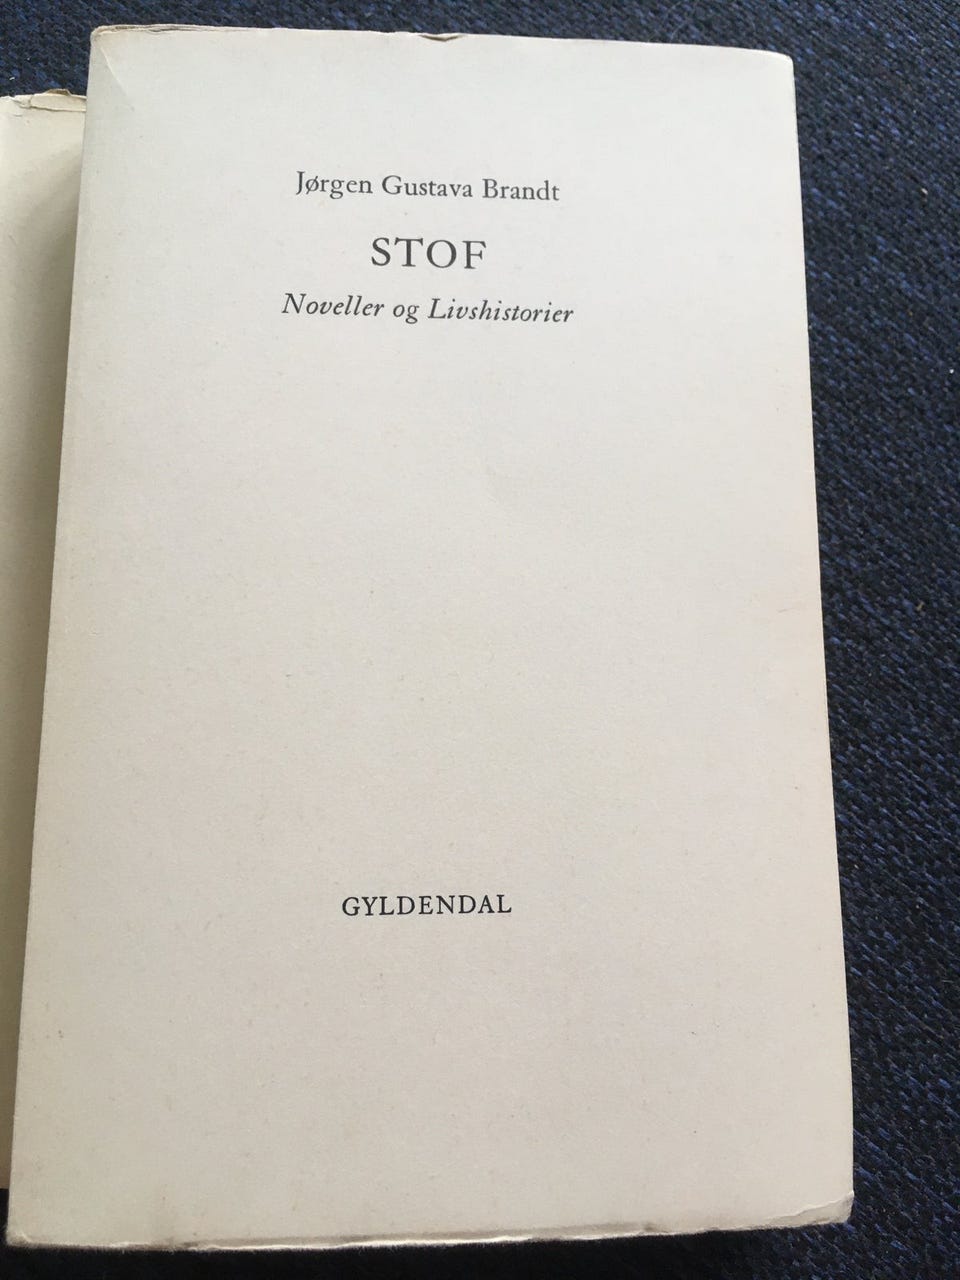 Jørgen Gustava Brandt
STOF
Noveller og Livshistorier
GYLDENDAL